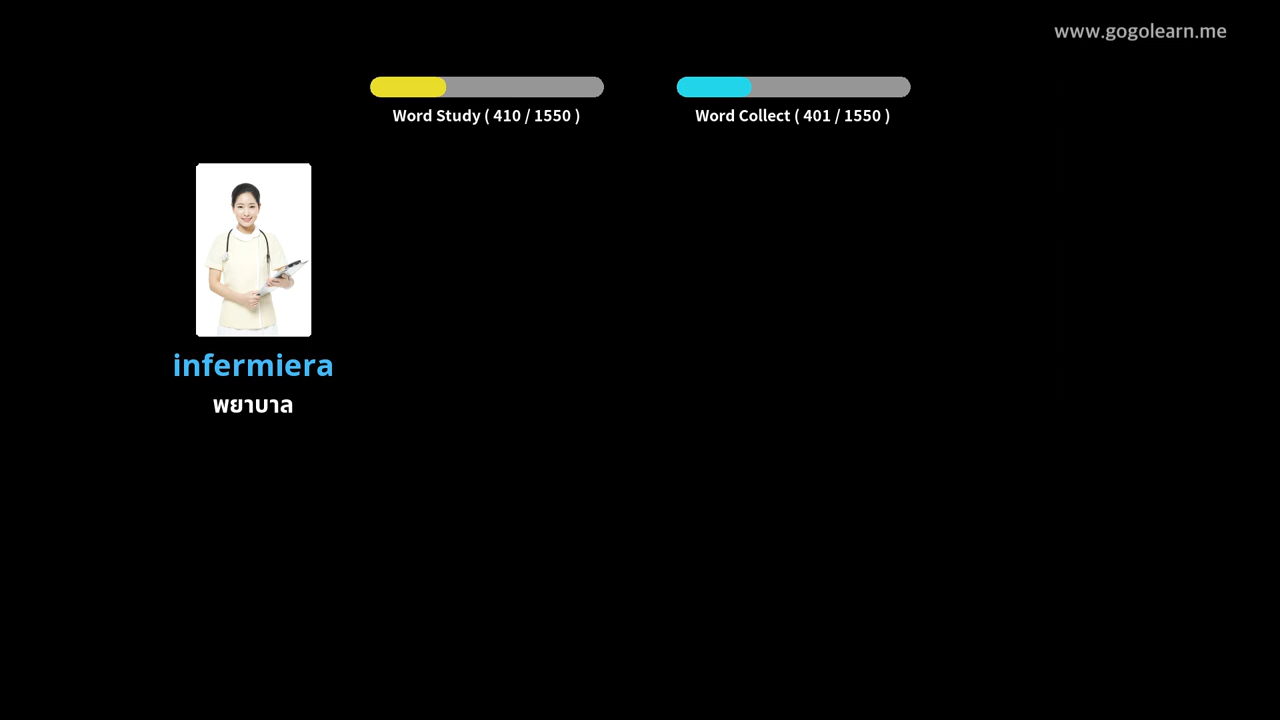 www.gogolearn.me
Word Study ( 410 / 1550 )
Word Collect ( 401 / 1550 )
infermiera
พยาบาล